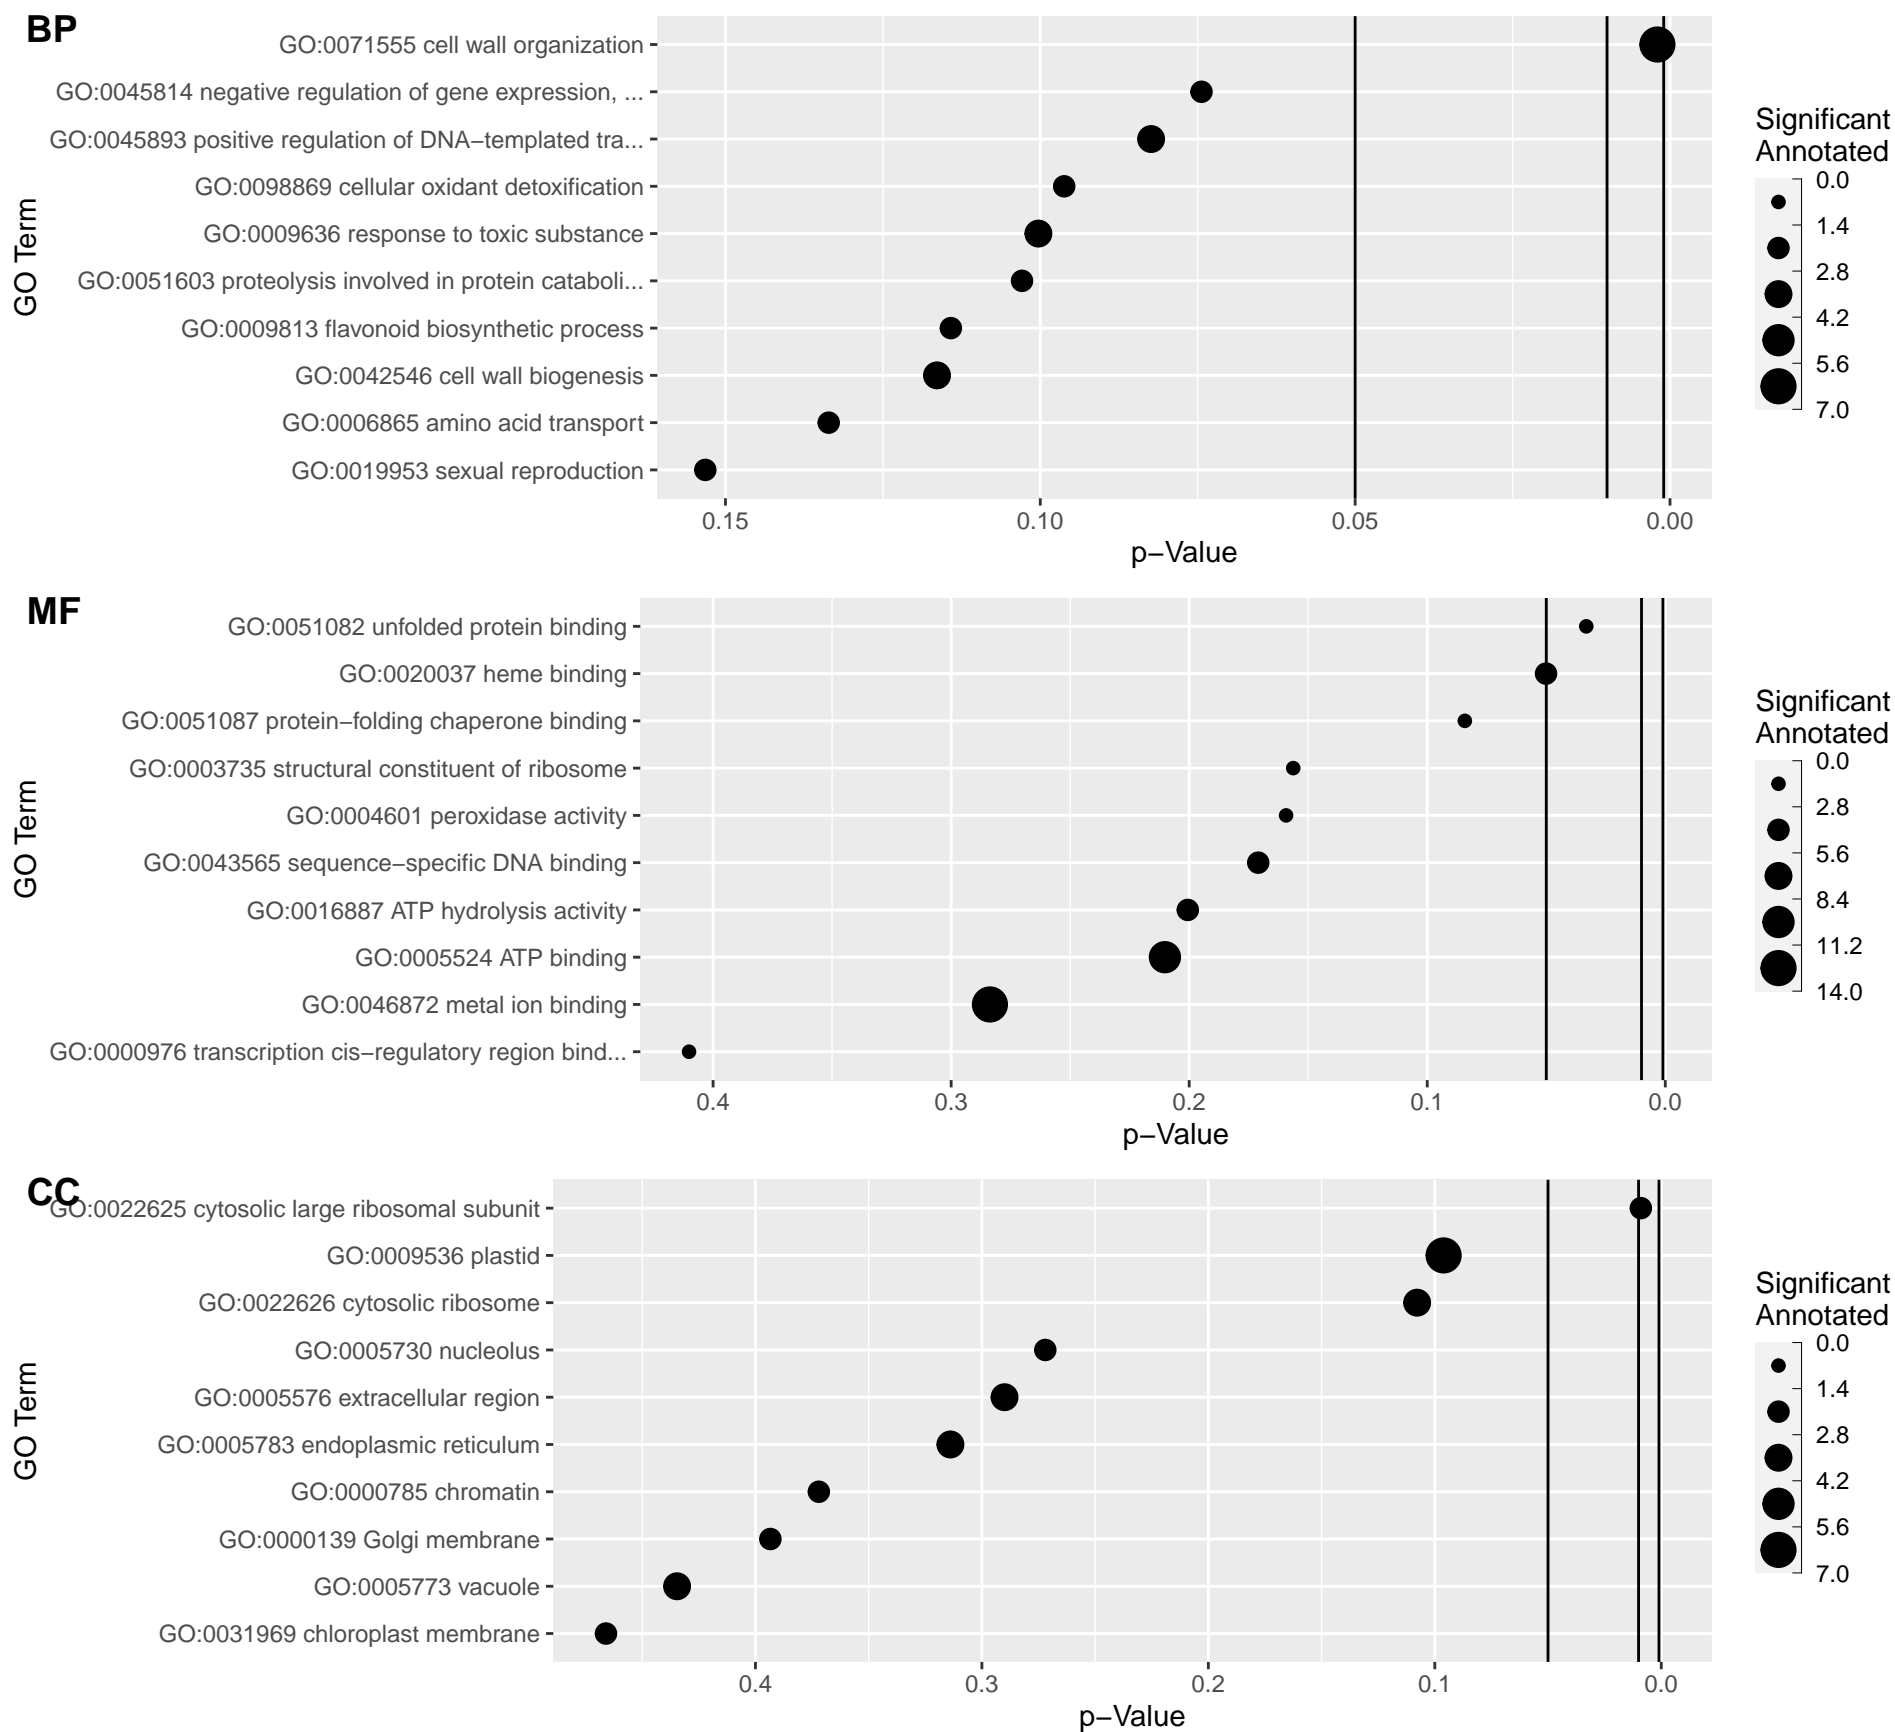 BP
GO Term
GO:0071555 cell wall organization
GO:0045814 negative regulation of gene expression, ...
GO:0045893 positive regulation of DNA−templated tra...
GO:0098869 cellular oxidant detoxification
GO:0009636 response to toxic substance
GO:0051603 proteolysis involved in protein cataboli...
GO:0009813 flavonoid biosynthetic process
GO:0042546 cell wall biogenesis
GO:0006865 amino acid transport
GO:0019953 sexual reproduction
0.15 0.10 0.05 0.00
p−Value
Significant
Annotated
0.0
1.4
2.8
4.2
5.6
7.0
MF
GO Term
GO:0051082 unfolded protein binding
GO:0020037 heme binding
GO:0051087 protein−folding chaperone binding
GO:0003735 structural constituent of ribosome
GO:0004601 peroxidase activity
GO:0043565 sequence−specific DNA binding
GO:0016887 ATP hydrolysis activity
GO:0005524 ATP binding
GO:0046872 metal ion binding
GO:0000976 transcription cis−regulatory region bind...
0.4 0.3 0.2 0.1 0.0
p−Value
Significant
Annotated
0.0
2.8
5.6
8.4
11.2
14.0
CC
GO Term
GO:0022625 cytosolic large ribosomal subunit
GO:0009536 plastid
GO:0022626 cytosolic ribosome
GO:0005730 nucleolus
GO:0005576 extracellular region
GO:0005783 endoplasmic reticulum
GO:0000785 chromatin
GO:0000139 Golgi membrane
GO:0005773 vacuole
GO:0031969 chloroplast membrane
0.4 0.3 0.2 0.1 0.0
p−Value
Significant
Annotated
0.0
1.4
2.8
4.2
5.6
7.0